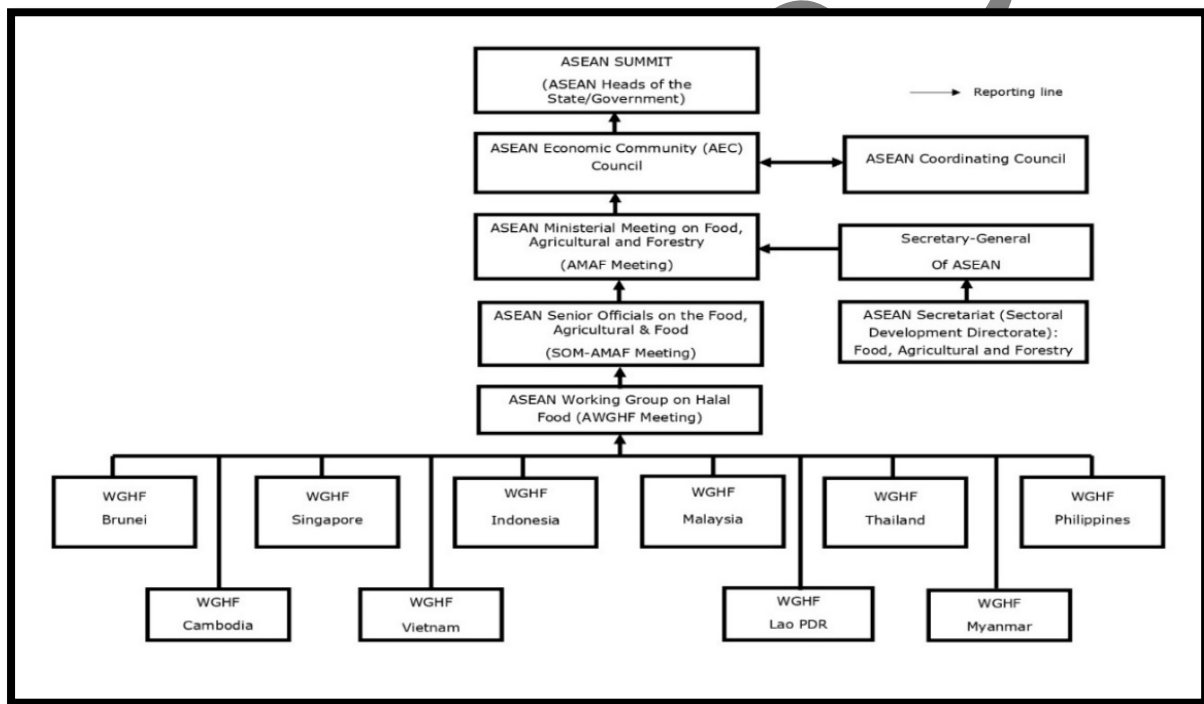 ASEAN SUMMIT
(ASEAN Heads of the
State/Government)
Reporting line
ASEAN Economic Community (AEC)
Council
ASEAN Coordinating Council
ASEAN Ministerial Meeting on Food,
Agricultural and Forestry
(AMAF Meeting)
Secretary-General
Of ASEAN
ASEAN Senior Officials on the Food,
Agricultural & Food
(SOM-AMAF Meeting)
ASEAN Secretariat (Sectoral
Development Directorate):
Food, Agricultural and Forestry
ASEAN Working Group on Halal
Food (AWGHF Meeting)
WGHF
Brunei
WGHF
Singapore
WGHF
Indonesia
WGHF
Malaysia
WGHF
Thailand
WGHF
Philippines
WGHF
Cambodia
WGHF
Vietnam
WGHF
Lao PDR
WGHF
Myanmar